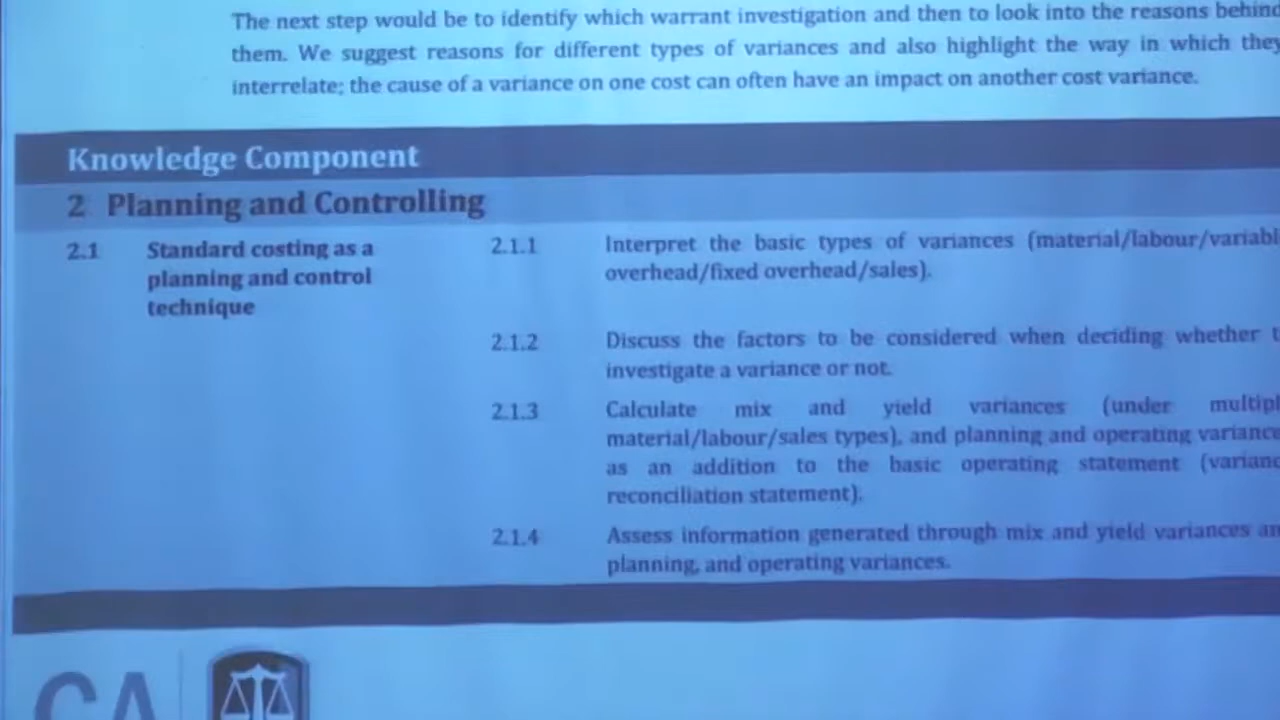 The next step would be to identify which warrant investigation and then to look into the reasons behind
them. We suggest reasons for different types of variances and also highlight the way in which they
interrelate; the cause of a variance on one cost can often have an impact on another cost variance.
Knowledge Component
2 Planning and Controlling
2.1 Standard costing as a
planning and control
technique
2.1.1 Interpret the basic types of variances (material/labour/variabl
overhead/fixed overhead/sales).
2.1.2 Discuss the factors to be considered when deciding whether t
investigate a variance or not.
2.1.3 Calculate mix and yield variances (under multipl
material/labour/sales types), and planning and operating variance
as an addition to the basic operating statement (varianc
reconciliation statement).
2.1.4 Assess information generated through mix and yield variances an
planning, and operating variances.
CA